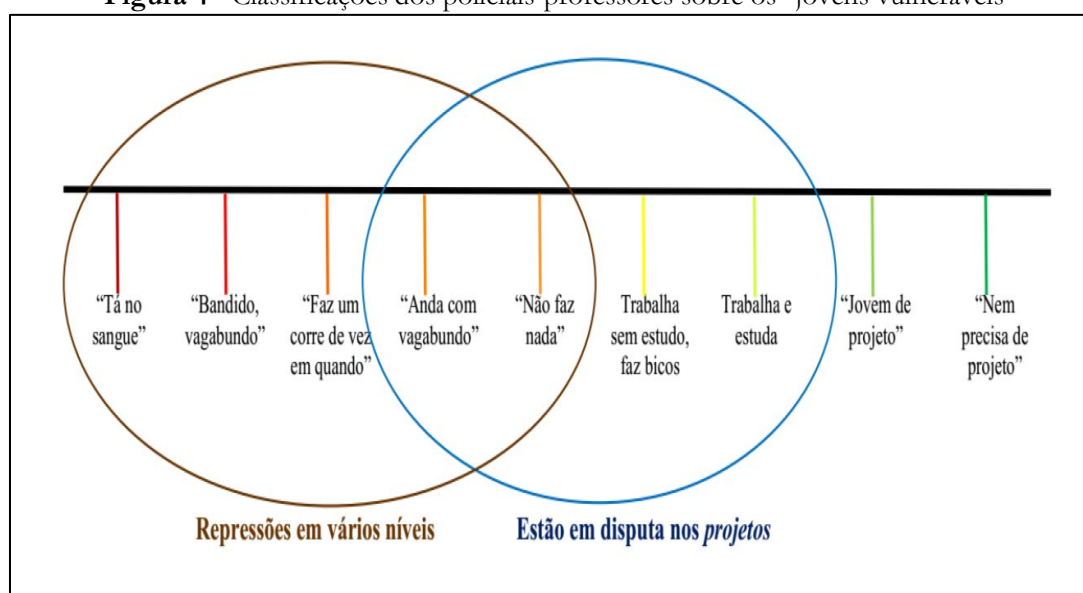 Figura 4 - Classificações dos policiais-professores sobre os “jovens vulneráveis”
“Tá no
sangue”
“Bandido,
vagabundo”
“Faz um
corre de vez
em quando”
“Anda com
vagabundo”
“Não faz
nada”
Trabalha
sem estudo,
faz bicos
Trabalha e
estuda
“Jovem de
projeto”
“Nem
precisa de
projeto”
Repressões em vários níveis
Estão em disputa nos projetos